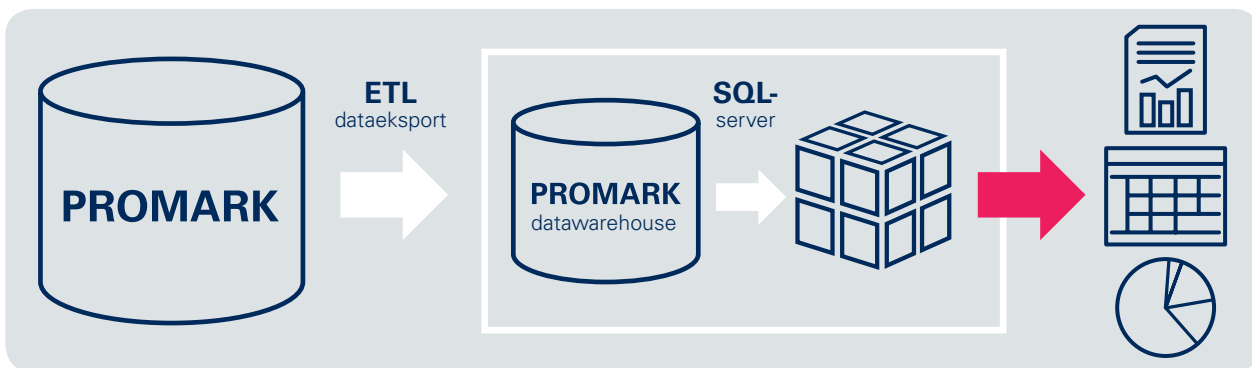 PROMARK
ETL
dataeksport
PROMARK
datawarehouse
SQL-
server